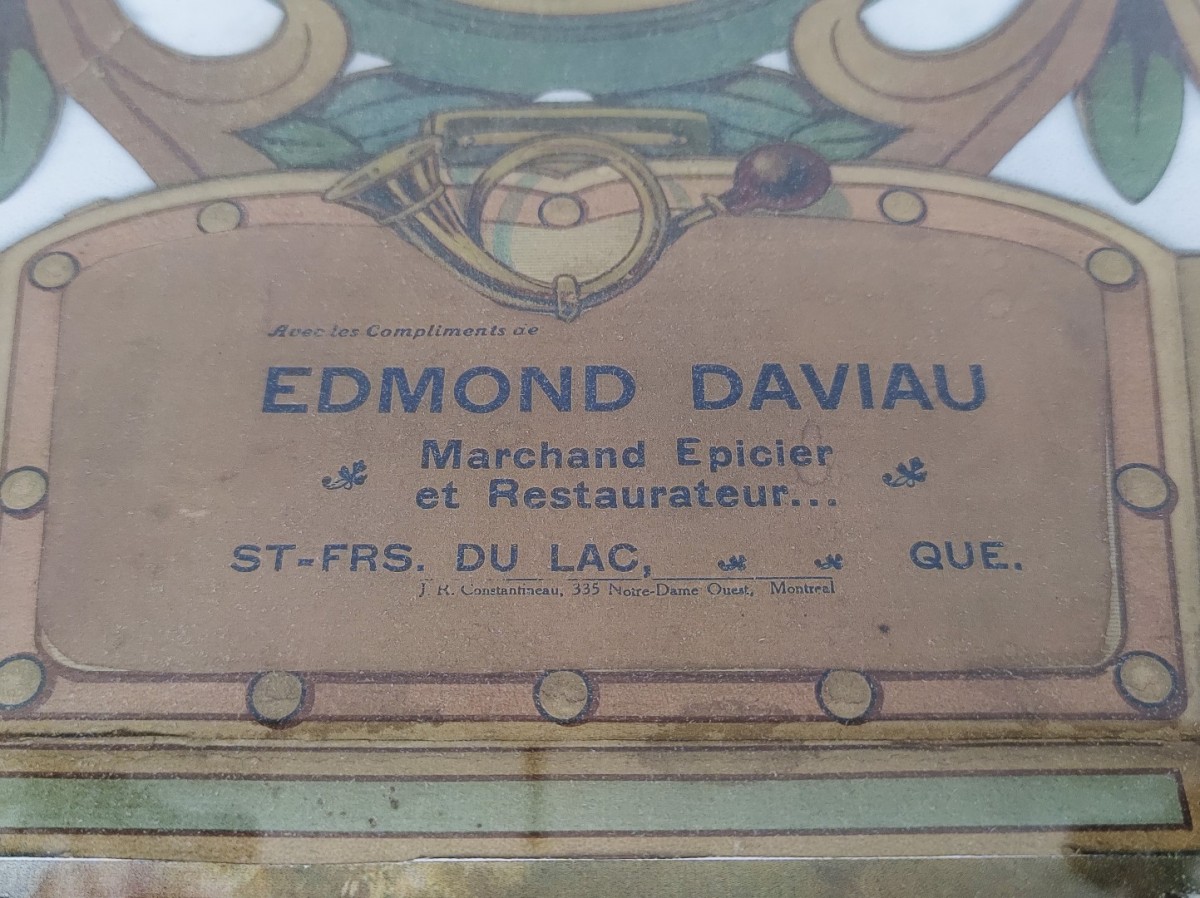 Avec les Compliments de
EDMOND DAVIAU
Marchand Epicier
et Restaurateur...
ST-FRS. DU LAC, QUE.
J. R. Constantineau, 335 Notre-Dame Ouest, Montreal